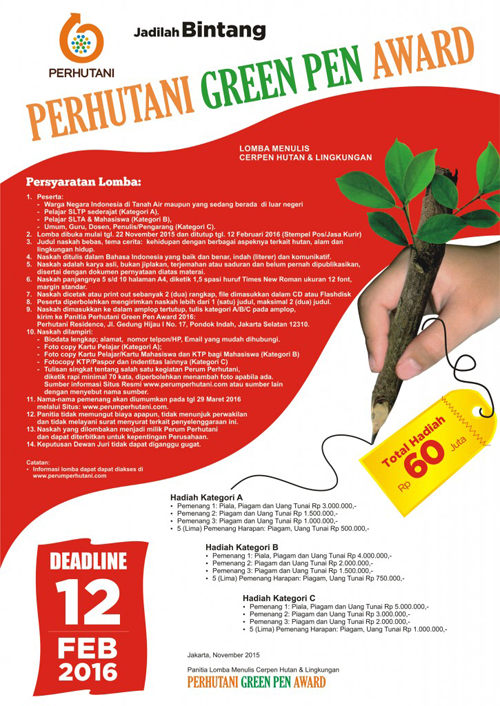 PERHUTANI
Jadilah Bintang
PERHUTANI GREEN PEN AWARD
LOMBA MENULIS
CERPEN HUTAN & LINGKUNGAN
Persyaratan Lomba:
1. Peserta:
- Warga Negara Indonesia di Tanah Air maupun yang sedang berada di luar negeri
- Pelajar SLTP sederajat (Kategori A),
- Pelajar SLTA & Mahasiswa (Kategori B),
- Umum, Guru, Dosen, Penulis/Pengarang (Kategori C).
2. Lomba dibuka mulai tgl. 22 November 2015 dan ditutup tgl. 12 Februari 2016 (Stempel Pos/Jasa Kurir)
3. Judul naskah bebas, tema cerita: kehidupan dengan berbagai aspeknya terkait hutan, alam dan
lingkungan hidup.
4. Naskah ditulis dalam Bahasa Indonesia yang baik dan benar, indah (literer) dan komunikatif.
5. Naskah adalah karya asli, bukan jiplakan, terjemahan atau saduran dan belum pernah dipublikasikan,
disertai dokumen pernyataan diatas materai.
6. Naskah panjangnya 5 s/d 10 halaman A4, diketik 1,5 spasi huruf Times New Roman ukuran 12 font,
margin standar.
7. Naskah dicetak atau print out sebanyak 2 (dua) rangkap, file dimasukkan dalam CD atau Flashdisk
8. Peserta diperbolehkan mengirimkan naskah lebih dari 1 (satu) judul, maksimal 2 (dua) judul.
9. Naskah dimasukkan ke dalam amplop tertutup, tulis kategori A/B/C pada amplop,
kirim ke Panitia Perhutani Green Pen Award 2016:
Perhutani Residence, Jl. Gedung Hijau I No. 17, Pondok Indah, Jakarta Selatan 12310.
10. Naskah dilampiri:
- Biodata lengkap; alamat, nomor telpon/HP, Email yang mudah dihubungi.
- Foto copy Kartu Pelajar (Kategori A);
- Foto copy Kartu Pelajar/Kartu Mahasiswa dan KTP bagi Mahasiswa (Kategori B)
- Fotocopy KTP/Paspor dan indentitas lainnya (Kategori C)
- Tulisan singkat tentang salah satu kegiatan Perum Perhutani,
diketik rapi minimal 70 kata, diperbolehkan menambah foto apabila ada.
Sumber informasi Situs Resmi www.perumperhutani.com atau sumber lain
dengan menyebut nama sumber.
11. Nama-nama pemenang akan diumumkan pada tgl 29 Maret 2016
melalui Situs: www.perumperhutani.com.
12. Panitia tidak memungut biaya apapun, tidak menunjuk perwakilan
dan tidak melayani surat menyurat terkait penyelenggaraan ini.
13. Naskah yang dilombakan menjadi milik Perum Perhutani
dan dapat diterbitkan untuk kepentingan Perusahaan.
14. Keputusan Dewan Juri tidak dapat diganggu gugat.
Catatan:
• Informasi lomba dapat dapat diakses di
www.perumperhutani.com
Total Hadiah
Rp 60 Juta
Hadiah Kategori A
• Pemenang 1: Piala, Piagam dan Uang Tunai Rp 3.000.000,-
• Pemenang 2: Piagam dan Uang Tunai Rp 1.500.000,-
• Pemenang 3: Piagam dan Uang Tunai Rp 1.000.000,-
• 5 (Lima) Pemenang Harapan: Piagam, Uang Tunai Rp 500.000,-
Hadiah Kategori B
• Pemenang 1: Piala, Piagam dan Uang Tunai Rp 4.000.000,-
• Pemenang 2: Piagam dan Uang Tunai Rp 2.000.000,-
• Pemenang 3: Piagam dan Uang Tunai Rp 1.500.000,-
• 5 (Lima) Pemenang Harapan: Piagam, Uang Tunai Rp 750.000,-
Hadiah Kategori C
• Pemenang 1: Piala, Piagam dan Uang Tunai Rp 5.000.000,-
• Pemenang 2: Piagam dan Uang Tunai Rp 3.000.000,-
• Pemenang 3: Piagam dan Uang Tunai Rp 2.000.000,-
• 5 (Lima) Pemenang Harapan: Piagam, Uang Tunai Rp 1.000.000,-
DEADLINE
12
FEB
2016
Jakarta, November 2015
Panitia Lomba Menulis Cerpen Hutan & Lingkungan
PERHUTANI GREEN PEN AWARD